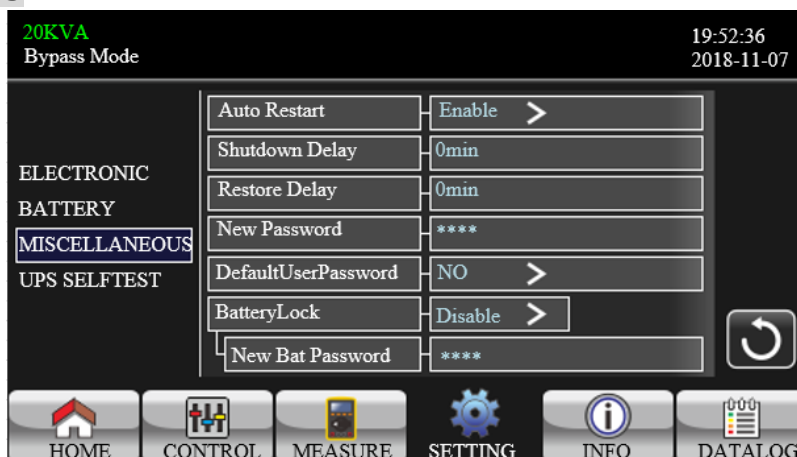 20KVA
Bypass Mode
19:52:36
2018-11-07
ELECTRONIC
BATTERY
MISCELLANEOUS
UPS SELFTEST
Auto Restart Enable >
Shutdown Delay 0min
Restore Delay 0min
New Password ****
DefaultUserPassword NO >
BatteryLock Disable >
New Bat Password ****
HOME CONTROL MEASURE SETTING INFO DATALOG